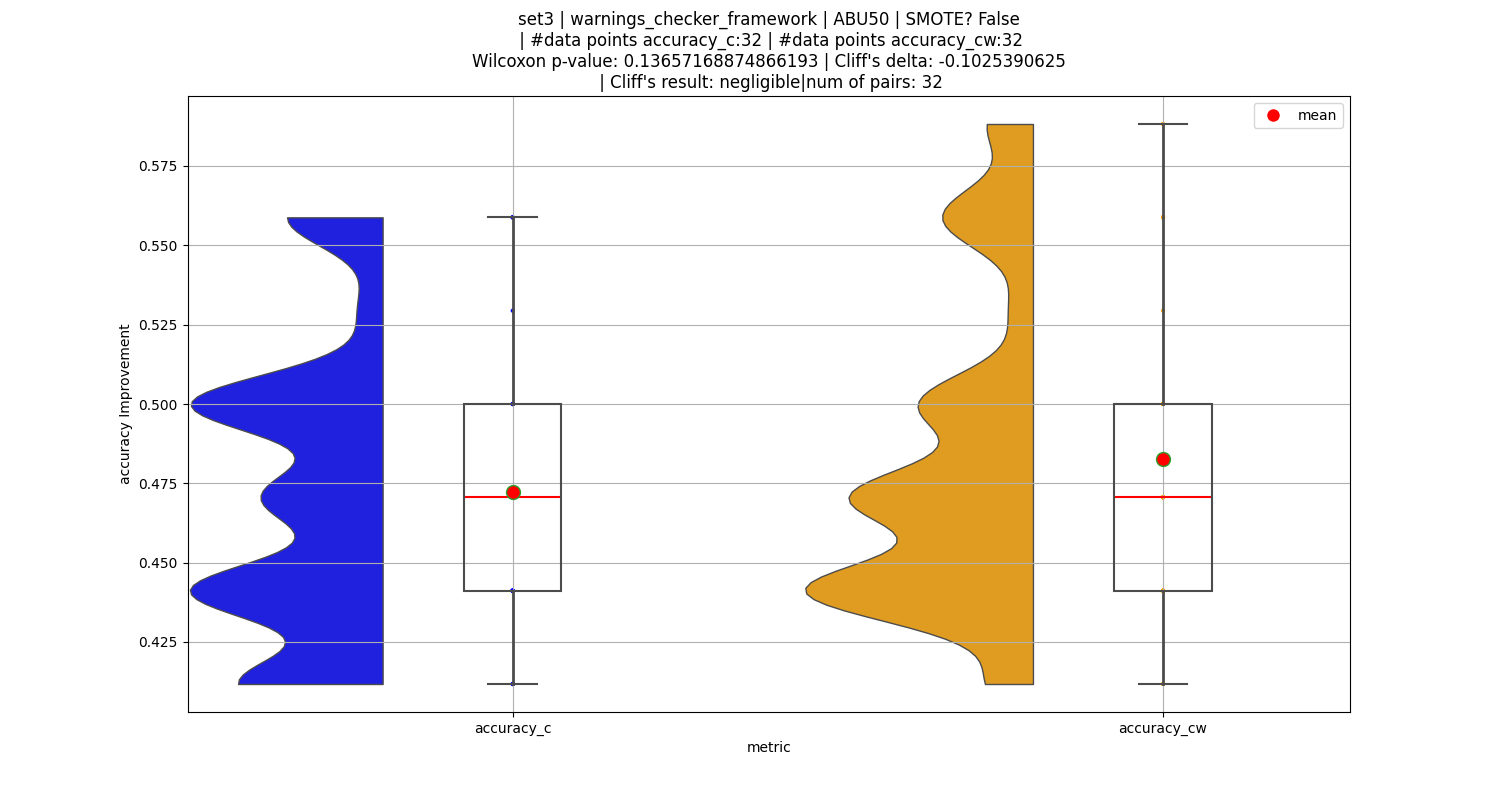 set3 | warnings_checker_framework | ABU50 | SMOTE? False
| #data points accuracy_c:32 | #data points accuracy_cw:32
Wilcoxon p-value: 0.13657168874866193 | Cliff's delta: -0.1025390625
| Cliff's result: negligible|num of pairs: 32
mean
0.575
0.550
0.525
0.500
0.475
0.450
0.425
accuracy Improvement
accuracy_c
accuracy_cw
metric